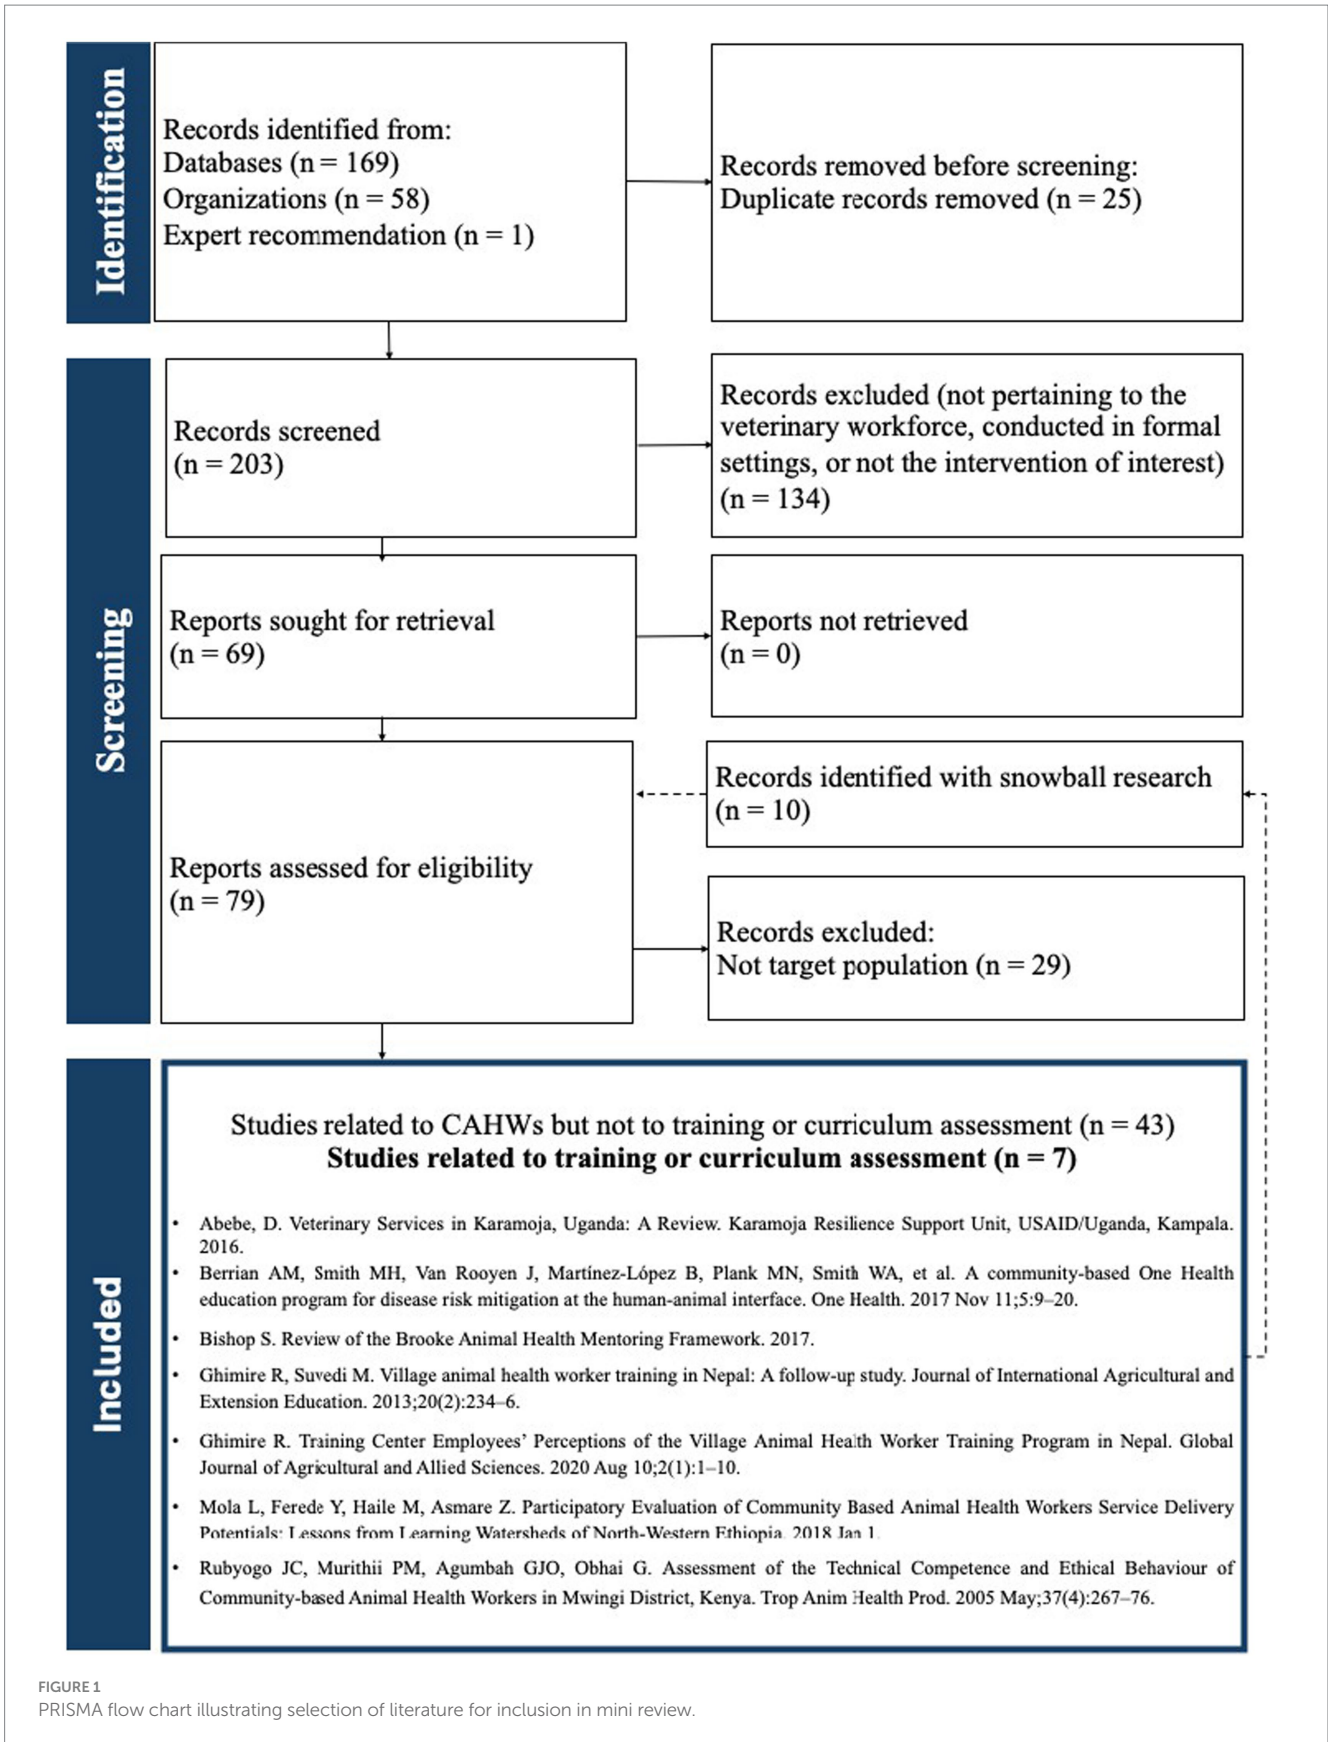 Identification
Records identified from:
Databases (n = 169)
Organizations (n = 58)
Expert recommendation (n = 1)
Records removed before screening:
Duplicate records removed (n = 25)
Screening
Records screened
(n = 203)
Records excluded (not pertaining to the
veterinary workforce, conducted in formal
settings, or not the intervention of interest)
(n = 134)
Reports sought for retrieval
(n = 69)
Reports not retrieved
(n = 0)
Reports assessed for eligibility
(n = 79)
Records identified with snowball research
(n = 10)
Records excluded:
Not target population (n = 29)
Included
Studies related to CAHWs but not to training or curriculum assessment (n = 43)
Studies related to training or curriculum assessment (n = 7)
• Abebe, D. Veterinary Services in Karamoja, Uganda: A Review. Karamoja Resilience Support Unit, USAID/Uganda, Kampala.
2016.
• Berrian AM, Smith MH, Van Rooyen J, Martínez-López B, Plank MN, Smith WA, et al. A community-based One Health
education program for disease risk mitigation at the human-animal interface. One Health. 2017 Nov 11;5:9–20.
• Bishop S. Review of the Brooke Animal Health Mentoring Framework. 2017.
• Ghimire R, Suvedi M. Village animal health worker training in Nepal: A follow-up study. Journal of International Agricultural and
Extension Education. 2013;20(2):234–6.
• Ghimire R. Training Center Employees’ Perceptions of the Village Animal Health Worker Training Program in Nepal. Global
Journal of Agricultural and Allied Sciences. 2020 Aug 10;2(1):1–10.
• Mola L, Ferede Y, Haile M, Asmare Z. Participatory Evaluation of Community Based Animal Health Workers Service Delivery
Potentials: Lessons from Learning Watersheds of North-Western Ethiopia. 2018 Jan 1.
• Rubyogo JC, Murithii PM, Agumbah GJO, Obhai G. Assessment of the Technical Competence and Ethical Behaviour of
Community-based Animal Health Workers in Mwingi District, Kenya. Trop Anim Health Prod. 2005 May;37(4):267–76.
FIGURE 1
PRISMA flow chart illustrating selection of literature for inclusion in mini review.